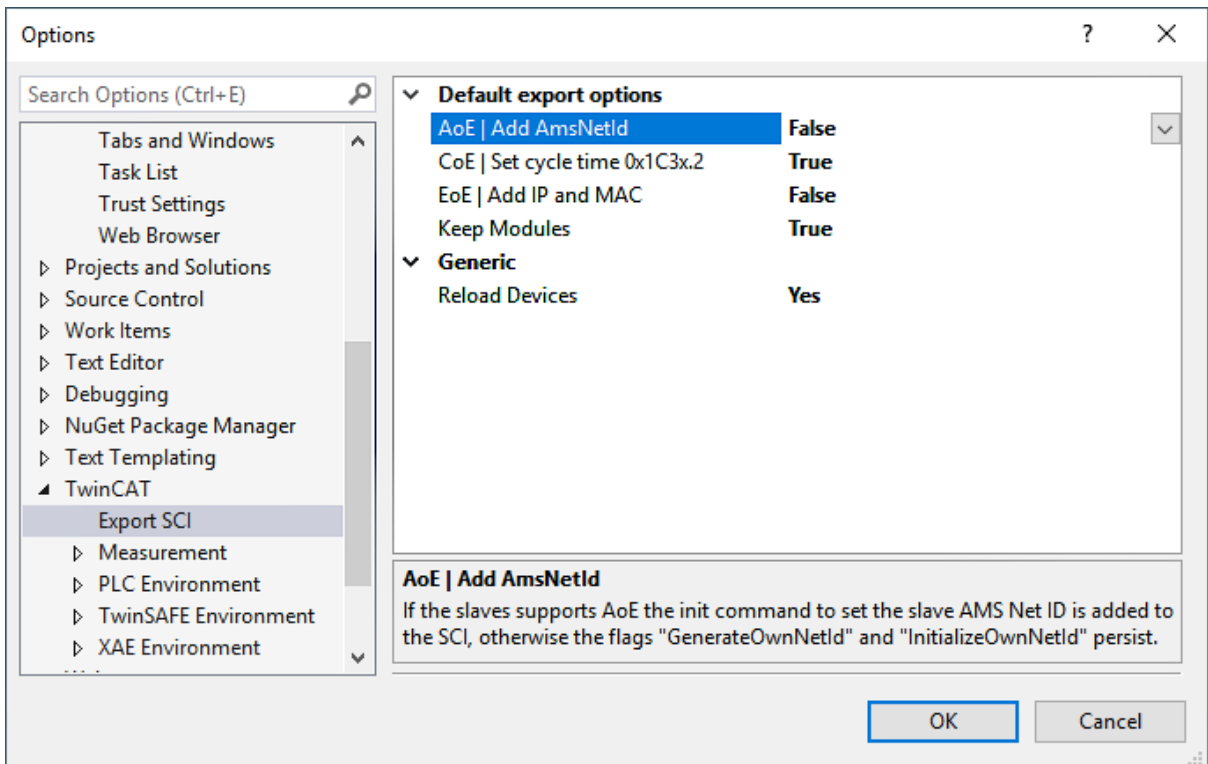 Options
?
Search Options (Ctrl+E)
Tabs and Windows
Task List
Trust Settings
Web Browser
Projects and Solutions
Source Control
Work Items
Text Editor
Debugging
NuGet Package Manager
Text Templating
TwinCAT
Export SCI
Measurement
PLC Environment
TwinSAFE Environment
XAE Environment
Default export options
AoE | Add AmsNetId False
CoE | Set cycle time 0x1C3x.2 True
EoE | Add IP and MAC False
Keep Modules True
Generic
Reload Devices Yes
AoE | Add AmsNetId
If the slaves supports AoE the init command to set the slave AMS Net ID is added to
the SCI, otherwise the flags "GenerateOwnNetId" and "InitializeOwnNetId" persist.
OK Cancel